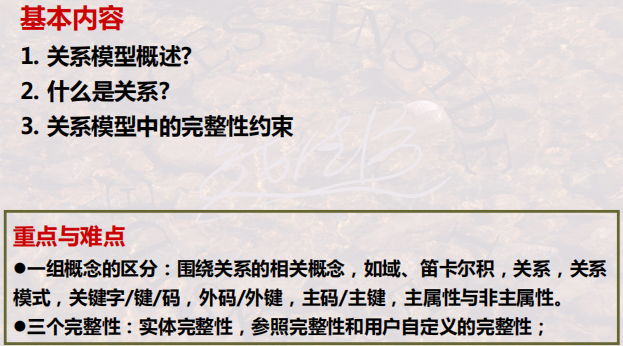 基本内容
1. 关系模型概述?
2. 什么是关系?
3. 关系模型中的完整性约束
重点与难点
●一组概念的区分：围绕关系的相关概念，如域、笛卡尔积，关系，关系
模式，关键字/键/码，外码/外键，主码/主键，主属性与非主属性。
●三个完整性：实体完整性，参照完整性和用户自定义的完整性；